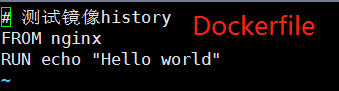 # 测试镜像history
Dockerfile
FROM nginx
RUN echo "Hello world"
~